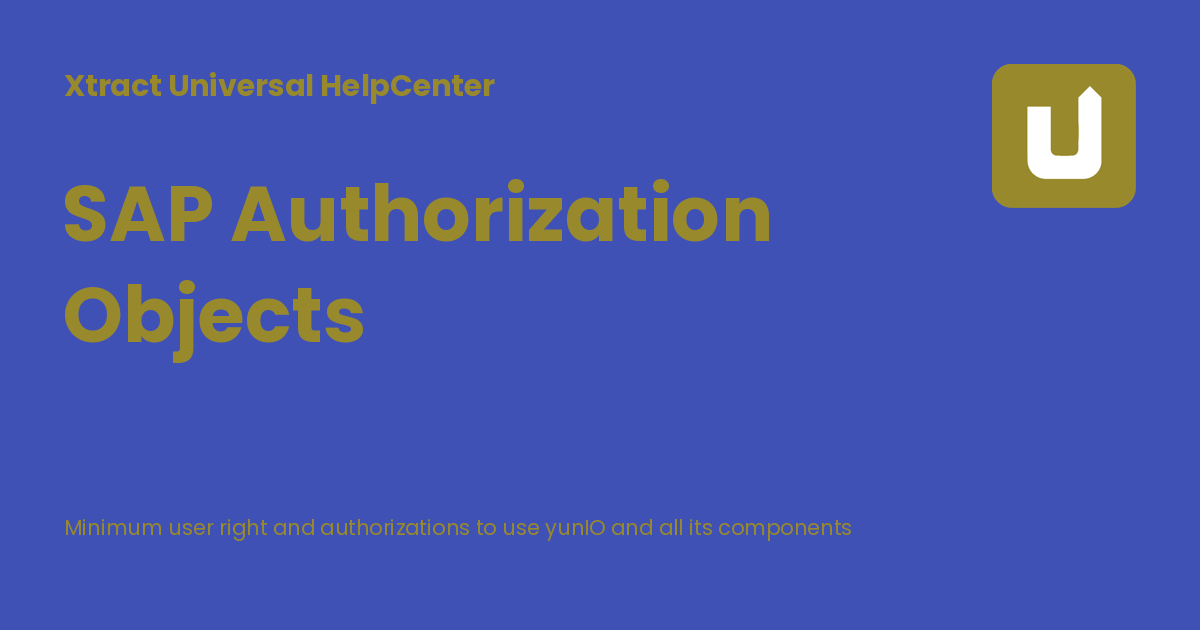 Xtract Universal HelpCenter
SAP Authorization
Objects
Minimum user right and authorizations to use yunIO and all its components